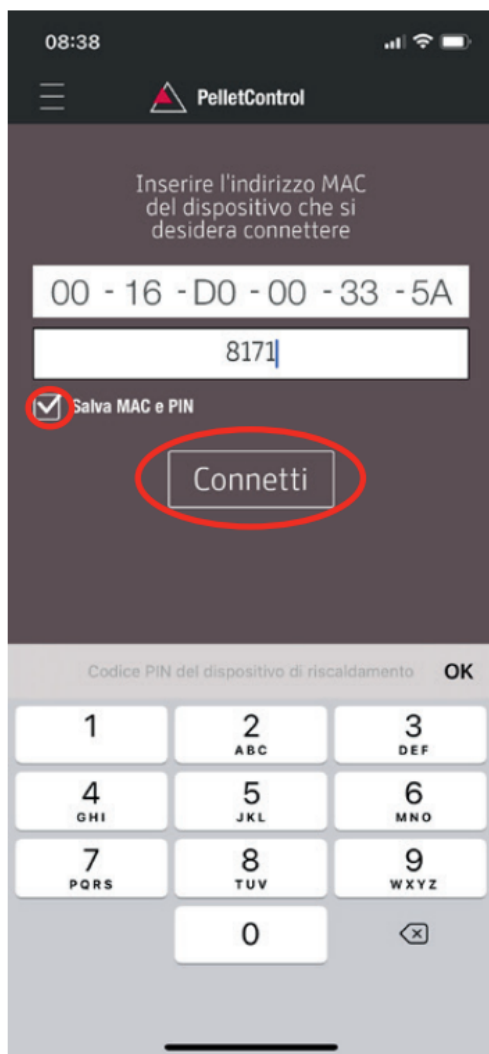 08:38
PelletControl
Inserire l'indirizzo MAC
del dispositivo che si
desidera connettere
00 - 16 - D0 - 00 - 33 - 5A
8171
Salva MAC e PIN
Connetti
Codice PIN del dispositivo di riscaldamento OK
1 2 3
ABC DEF
4 5 6
GHI JKL MNO
7 8 9
PQRS TUV WXYZ
0